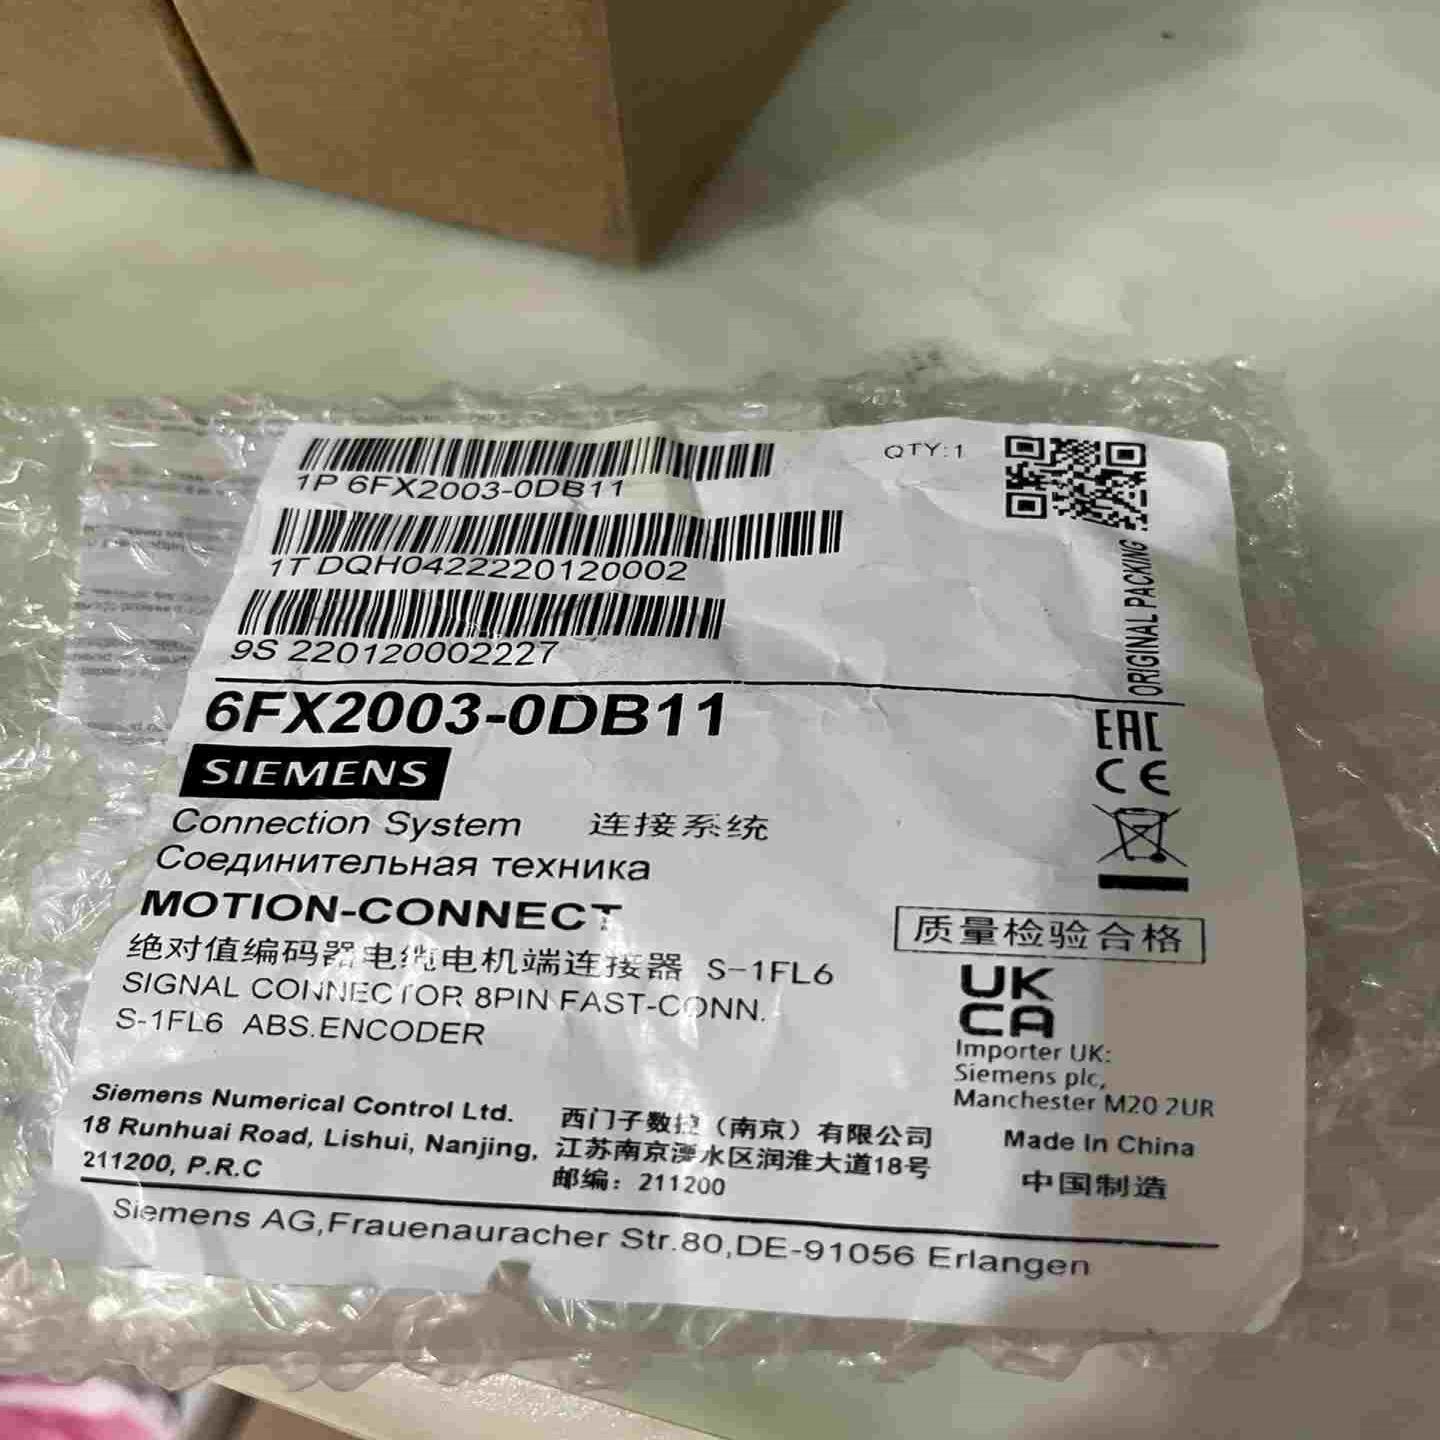 1P 6FX2003-0DB11
QTY:1
1T DQH0422220120002
9S 220120002227
ORIGINAL PACKING
6FX2003-0DB11
SIEMENS
EAC
CE
Connection System 连接系统
Соединительная техника
MOTION-CONNECT
质量检验合格
绝对值编码器电缆电机端连接器 S-1FL6
SIGNAL CONNECTOR 8PIN FAST-CONN.
S-1FL6 ABS.ENCODER
UK
CA
Importer UK:
Siemens plc,
Manchester M20 2UR
Siemens Numerical Control Ltd.
18 Runhuai Road, Lishui, Nanjing,
211200, P.R.C
西门子数控（南京）有限公司
江苏南京溧水区润淮大道18号
邮编：211200
Made In China
中国制造
Siemens AG,Frauenauracher Str.80,DE-91056 Erlangen